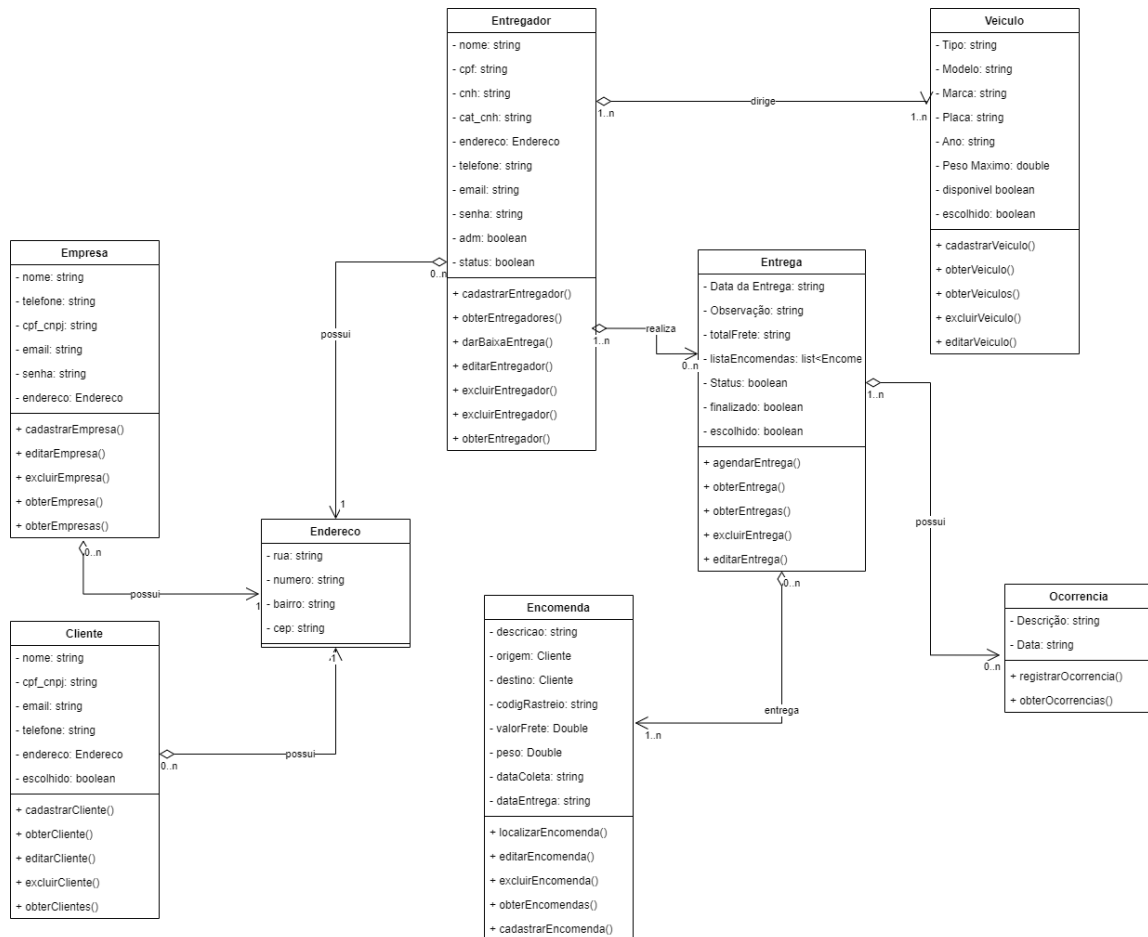 Entregador
- nome: string
- cpf: string
- cnh: string
- cat_cnh: string
- endereco: Endereco
- telefone: string
- email: string
- senha: string
- adm: boolean
- status: boolean
+ cadastrarEntregador()
+ obterEntregadores()
+ darBaixaEntrega()
+ editarEntregador()
+ excluirEntregador()
+ excluirEntregador()
+ obterEntregador()
1..n
dirige
1..n
Veiculo
- Tipo: string
- Modelo: string
- Marca: string
- Placa: string
- Ano: string
- Peso Maximo: double
- disponivel boolean
- escolhido: boolean
+ cadastrarVeiculo()
+ obterVeiculo()
+ obterVeiculos()
+ excluirVeiculo()
+ editarVeiculo()
0..n
possui
1
1..n
realiza
0..n
Empresa
- nome: string
- telefone: string
- cpf_cnpj: string
- email: string
- senha: string
- endereco: Endereco
+ cadastrarEmpresa()
+ editarEmpresa()
+ excluirEmpresa()
+ obterEmpresa()
+ obterEmpresas()
0..n
possui
1
Entrega
- Data da Entrega: string
- Observação: string
- totalFrete: string
- listaEncomendas: list<Encome
- Status: boolean
- finalizado: boolean
- escolhido: boolean
+ agendarEntrega()
+ obterEntrega()
+ obterEntregas()
+ excluirEntrega()
+ editarEntrega()
1..n
possui
0..n
0..n
entrega
1..n
Endereco
- rua: string
- numero: string
- bairro: string
- cep: string
Cliente
- nome: string
- cpf_cnpj: string
- email: string
- telefone: string
- endereco: Endereco
- escolhido: boolean
+ cadastrarCliente()
+ obterCliente()
+ editarCliente()
+ excluirCliente()
+ obterClientes()
0..n
possui
1
Encomenda
- descricao: string
- origem: Cliente
- destino: Cliente
- codigRastreio: string
- valorFrete: Double
- peso: Double
- dataColeta: string
- dataEntrega: string
+ localizarEncomenda()
+ editarEncomenda()
+ excluirEncomenda()
+ obterEncomendas()
+ cadastrarEncomenda()
Ocorrencia
- Descrição: string
- Data: string
+ registrarOcorrencia()
+ obterOcorrencias()